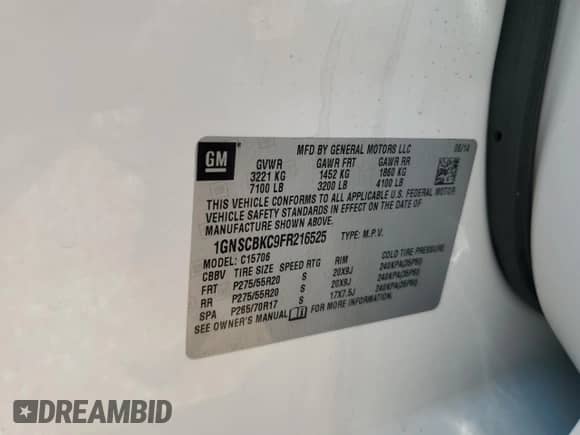 MFD BY GENERAL MOTORS LLC 08/14
GM
GVWR GAWR FRT GAWR RR
3221 KG 1452 KG 1860 KG
7100 LB 3200 LB 4100 LB
THIS VEHICLE CONFORMS TO ALL APPLICABLE U.S. FEDERAL MOTOR
VEHICLE SAFETY STANDARDS IN EFFECT ON THE DATE OF
MANUFACTURE SHOWN ABOVE.
1GNSCBKC9FR216525 TYPE: M.P.V.
MODEL: C15706
CBBV TIRE SIZE SPEED RTG RIM COLD TIRE PRESSURE
FRT P275/55R20 S 20X9J 240KPA(35PSI)
RR P275/55R20 S 20X9J 240KPA(35PSI)
SPA P265/70R17 S 17X7.5J 240KPA(35PSI)
SEE OWNER'S MANUAL FOR MORE INFORMATION.
DREAMBID